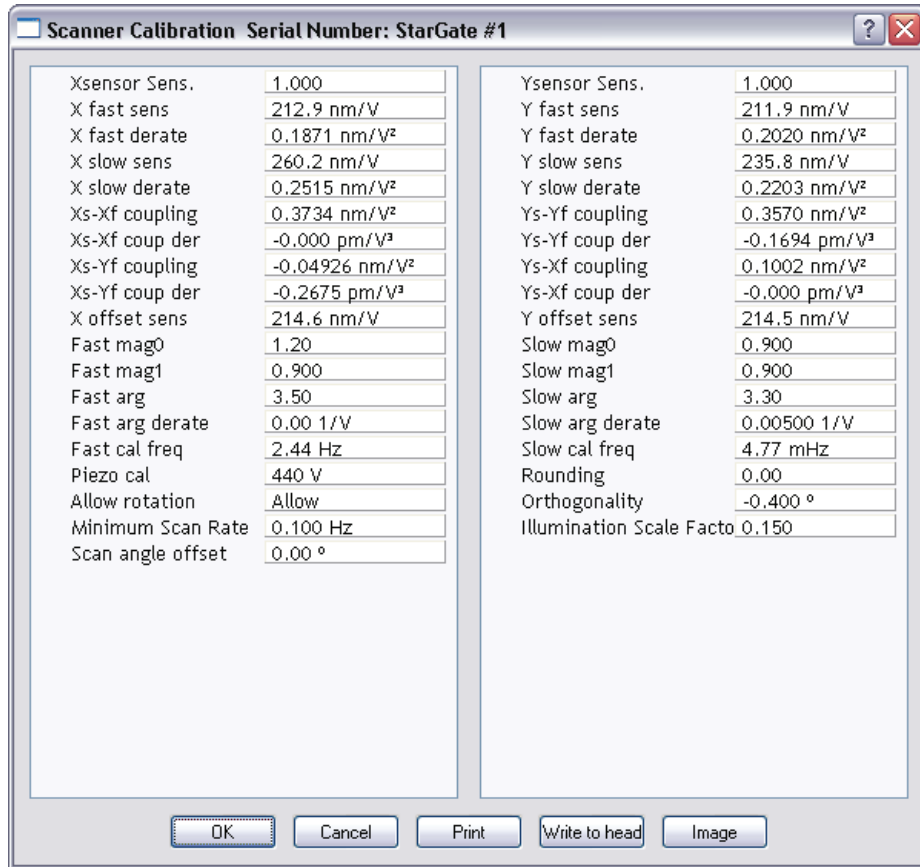 Scanner Calibration  Serial Number: StarGate #1
Xsensor Sens. 1.000
X fast sens 212.9 nm/V
X fast derate 0.1871 nm/V²
X slow sens 260.2 nm/V
X slow derate 0.2515 nm/V²
Xs-Xf coupling 0.3734 nm/V²
Xs-Xf coup der -0.000 pm/V³
Xs-Yf coupling -0.04926 nm/V²
Xs-Yf coup der -0.2675 pm/V³
X offset sens 214.6 nm/V
Fast mag0 1.20
Fast mag1 0.900
Fast arg 3.50
Fast arg derate 0.00 1/V
Fast cal freq 2.44 Hz
Piezo cal 440 V
Allow rotation Allow
Minimum Scan Rate 0.100 Hz
Scan angle offset 0.00 º
Ysensor Sens. 1.000
Y fast sens 211.9 nm/V
Y fast derate 0.2020 nm/V²
Y slow sens 235.8 nm/V
Y slow derate 0.2203 nm/V²
Ys-Yf coupling 0.3570 nm/V²
Ys-Yf coup der -0.1694 pm/V³
Ys-Xf coupling 0.1002 nm/V²
Ys-Xf coup der -0.000 pm/V³
Y offset sens 214.5 nm/V
Slow mag0 0.900
Slow mag1 0.900
Slow arg 3.30
Slow arg derate 0.00500 1/V
Slow cal freq 4.77 mHz
Rounding 0.00
Orthogonality -0.400 º
Illumination Scale Facto 0.150
OK Cancel Print Write to head Image